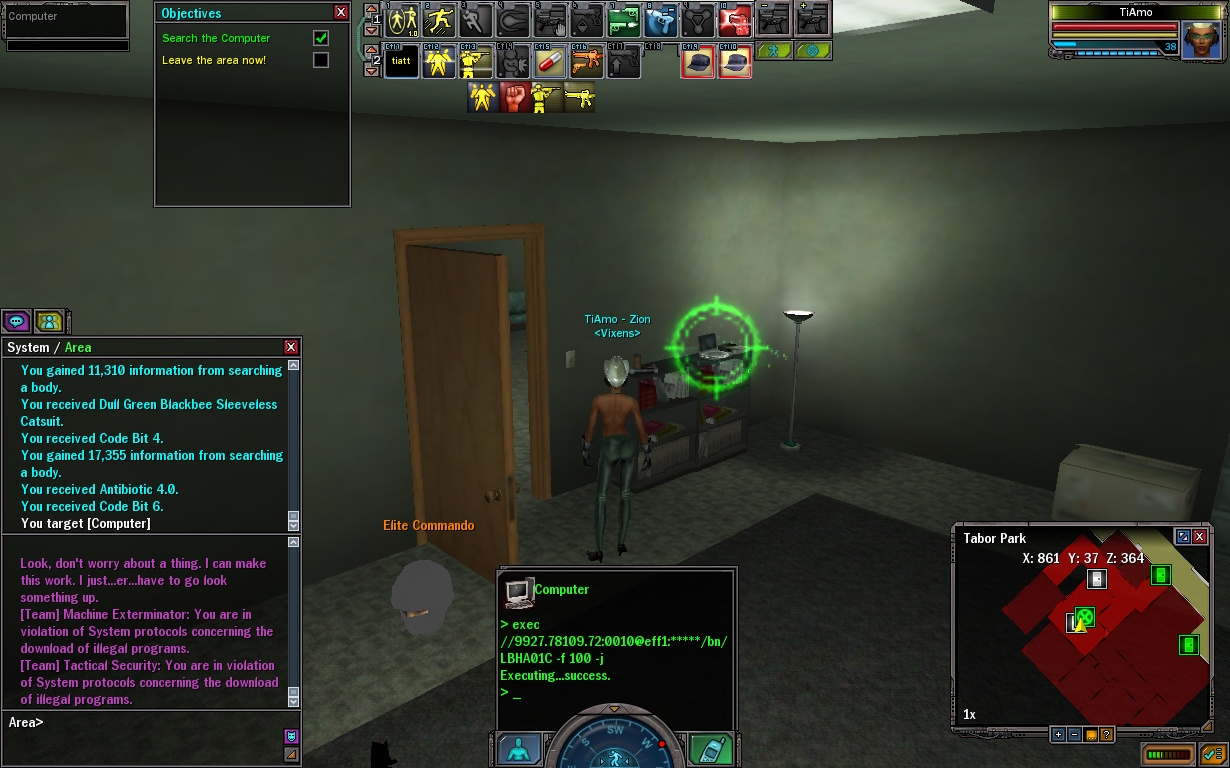 Computer
Objectives
Search the Computer
Leave the area now!
tiatt
TiAmo
38
TiAmo - Zion
<Vixens>
System / Area
You gained 11,310 information from searching
a body.
You received Dull Green Blackbee Sleeveless
Catsuit.
You received Code Bit 4.
You gained 17,355 information from searching
a body.
You received Antibiotic 4.0.
You received Code Bit 6.
You target [Computer]
Look, don't worry about a thing. I can make
this work. I just...er...have to go look
something up.
[Team] Machine Exterminator: You are in
violation of System protocols concerning the
download of illegal programs.
[Team] Tactical Security: You are in violation
of System protocols concerning the download
of illegal programs.
Area>
Elite Commando
Computer
> exec
//9927.78109.72:0010@eff1:*****/bn/
LBHA01C -f 100 -j
Executing...success.
> _
SW
S
W
Tabor Park
X: 861 Y: 37 Z: 364
1x